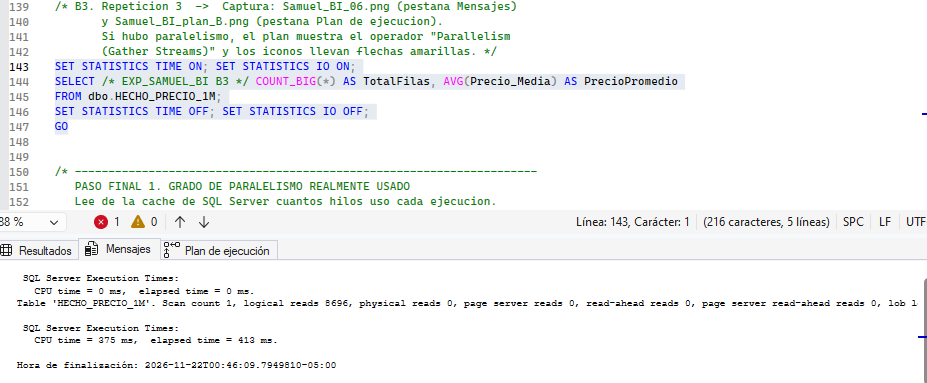 139 /* B3. Repeticion 3 -> Captura: Samuel_BI_06.png (pestana Mensajes)
140 y Samuel_BI_plan_B.png (pestana Plan de ejecucion).
141 Si hubo paralelismo, el plan muestra el operador "Parallelism
142 (Gather Streams)" y los iconos llevan flechas amarillas. */
143 SET STATISTICS TIME ON; SET STATISTICS IO ON;
144 SELECT /* EXP_SAMUEL_BI B3 */ COUNT_BIG(*) AS TotalFilas, AVG(Precio_Media) AS PrecioPromedio
145 FROM dbo.HECHO_PRECIO_1M;
146 SET STATISTICS TIME OFF; SET STATISTICS IO OFF;
147 GO
148
149
150 /* ---------------------------------------------------------------------
151 PASO FINAL 1. GRADO DE PARALELISMO REALMENTE USADO
152 Lee de la cache de SQL Server cuantos hilos uso cada ejecucion.
88 % 1 0 Línea: 143, Carácter: 1 (216 caracteres, 5 líneas) SPC LF UTF
Resultados Mensajes Plan de ejecución
SQL Server Execution Times:
CPU time = 0 ms, elapsed time = 0 ms.
Table 'HECHO_PRECIO_1M'. Scan count 1, logical reads 8696, physical reads 0, page server reads 0, read-ahead reads 0, page server read-ahead reads 0, lob l
SQL Server Execution Times:
CPU time = 375 ms, elapsed time = 413 ms.
Hora de finalización: 2026-11-22T00:46:09.7949810-05:00